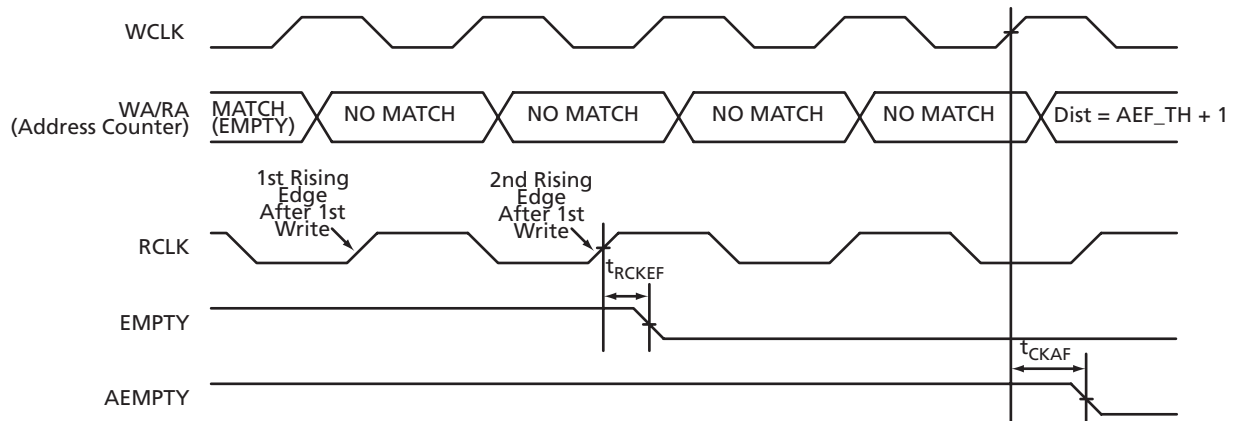 WCLK
WA/RA
(Address Counter)
MATCH
(EMPTY)
NO MATCH
NO MATCH
NO MATCH
NO MATCH
Dist = AEF_TH + 1
1st Rising
Edge
After 1st
Write
2nd Rising
Edge
After 1st
Write
RCLK
tRCKEF
EMPTY
tCKAF
AEMPTY